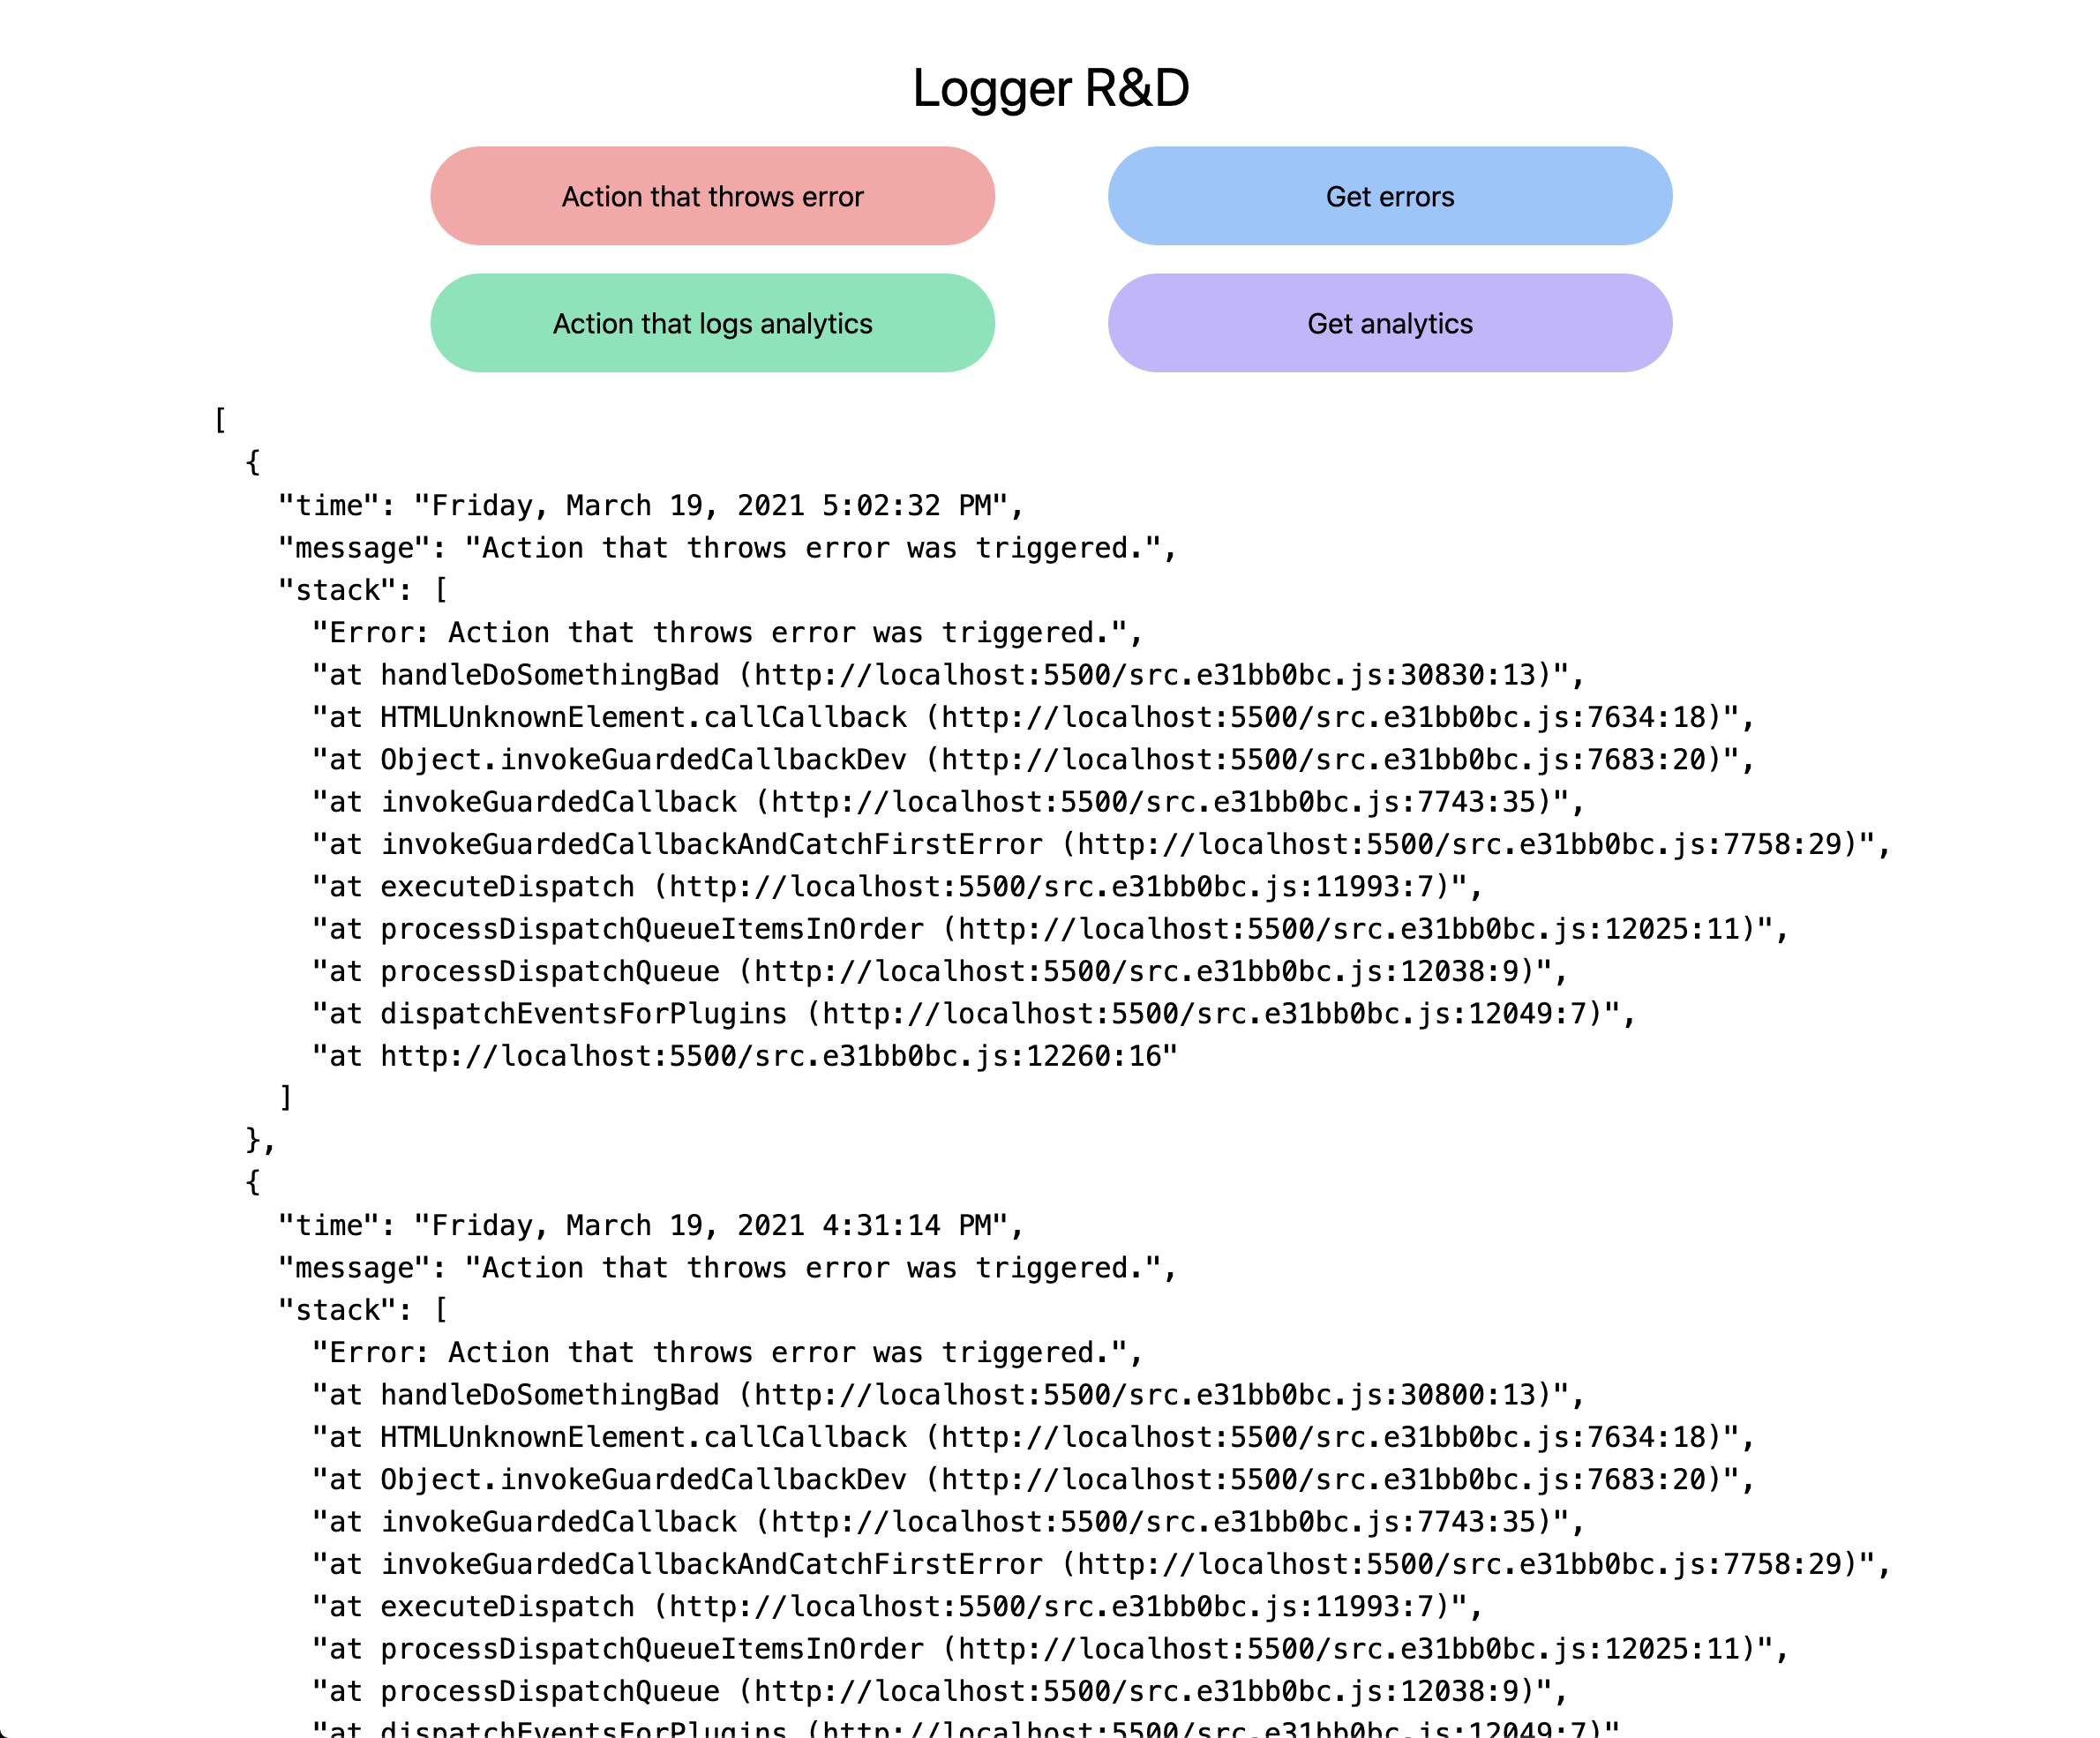 Logger R&D
Action that throws error
Get errors
Action that logs analytics
Get analytics
[
  {
    "time": "Friday, March 19, 2021 5:02:32 PM",
    "message": "Action that throws error was triggered.",
    "stack": [
      "Error: Action that throws error was triggered.",
      "at handleDoSomethingBad (http://localhost:5500/src.e31bb0bc.js:30830:13)",
      "at HTMLUnknownElement.callCallback (http://localhost:5500/src.e31bb0bc.js:7634:18)",
      "at Object.invokeGuardedCallbackDev (http://localhost:5500/src.e31bb0bc.js:7683:20)",
      "at invokeGuardedCallback (http://localhost:5500/src.e31bb0bc.js:7743:35)",
      "at invokeGuardedCallbackAndCatchFirstError (http://localhost:5500/src.e31bb0bc.js:7758:29)",
      "at executeDispatch (http://localhost:5500/src.e31bb0bc.js:11993:7)",
      "at processDispatchQueueItemsInOrder (http://localhost:5500/src.e31bb0bc.js:12025:11)",
      "at processDispatchQueue (http://localhost:5500/src.e31bb0bc.js:12038:9)",
      "at dispatchEventsForPlugins (http://localhost:5500/src.e31bb0bc.js:12049:7)",
      "at http://localhost:5500/src.e31bb0bc.js:12260:16"
    ]
  },
  {
    "time": "Friday, March 19, 2021 4:31:14 PM",
    "message": "Action that throws error was triggered.",
    "stack": [
      "Error: Action that throws error was triggered.",
      "at handleDoSomethingBad (http://localhost:5500/src.e31bb0bc.js:30800:13)",
      "at HTMLUnknownElement.callCallback (http://localhost:5500/src.e31bb0bc.js:7634:18)",
      "at Object.invokeGuardedCallbackDev (http://localhost:5500/src.e31bb0bc.js:7683:20)",
      "at invokeGuardedCallback (http://localhost:5500/src.e31bb0bc.js:7743:35)",
      "at invokeGuardedCallbackAndCatchFirstError (http://localhost:5500/src.e31bb0bc.js:7758:29)",
      "at executeDispatch (http://localhost:5500/src.e31bb0bc.js:11993:7)",
      "at processDispatchQueueItemsInOrder (http://localhost:5500/src.e31bb0bc.js:12025:11)",
      "at processDispatchQueue (http://localhost:5500/src.e31bb0bc.js:12038:9)",
      "at dispatchEventsForPlugins (http://localhost:5500/src.e31bb0bc.js:12049:7)"